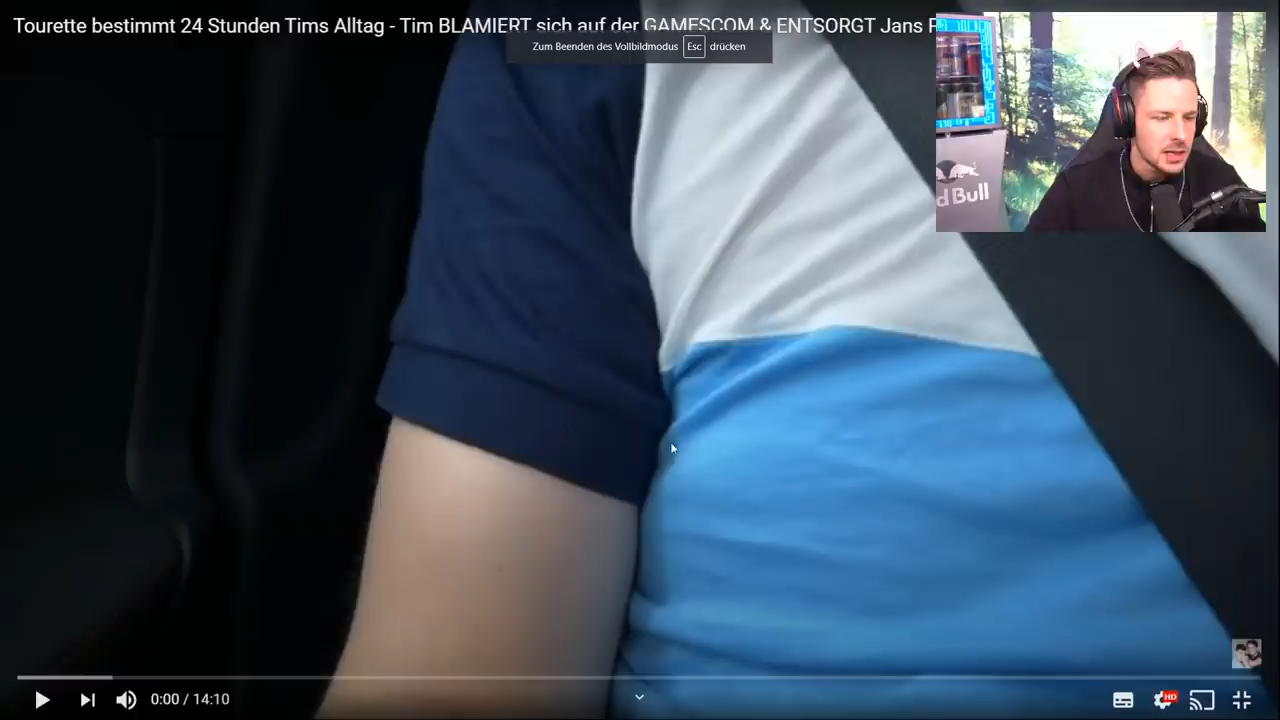 Tourette bestimmt 24 Stunden Tims Alltag - Tim BLAMIERT sich auf der GAMESCOM & ENTSORGT Jans
Zum Beenden des Vollbildmodus Esc drücken
d Bull
0:00 / 14:10
HD